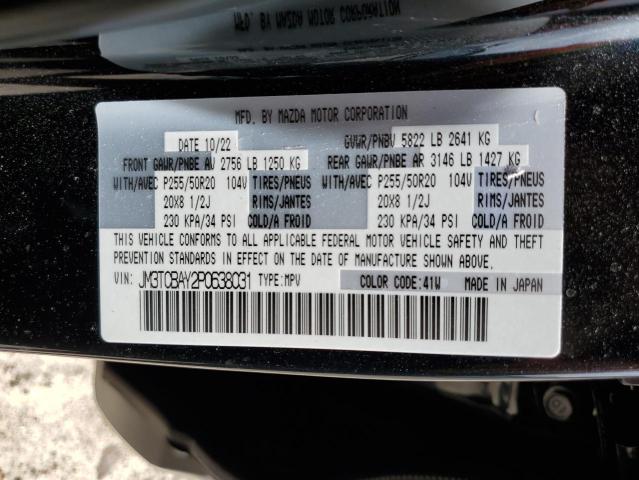 MFD. BY MAZDA MOTOR CORPORATION
DATE 10/22 GVWR/PNBV 5822 LB 2641 KG
FRONT GAWR/PNBE AV 2756 LB 1250 KG REAR GAWR/PNBE AR 3146 LB 1427 KG
WITH/AVEC P255/50R20 104V TIRES/PNEUS WITH/AVEC P255/50R20 104V TIRES/PNEUS
20X8 1/2J RIMS/JANTES 20X8 1/2J RIMS/JANTES
230 KPA/34 PSI COLD/A FROID 230 KPA/34 PSI COLD/A FROID
THIS VEHICLE CONFORMS TO ALL APPLICABLE FEDERAL MOTOR VEHICLE SAFETY AND THEFT
PREVENTION STANDARDS IN EFFECT ON THE DATE OF MANUFACTURE SHOWN ABOVE.
VIN: JM3TCBAY2P0638031 TYPE:MPV COLOR CODE:41W MADE IN JAPAN